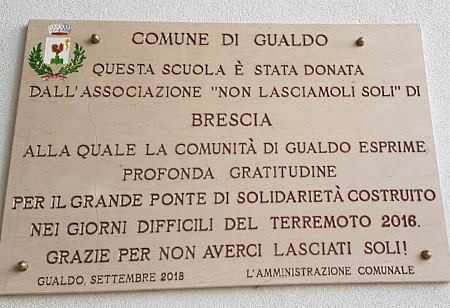 COMUNE DI GUALDO
QUESTA SCUOLA È STATA DONATA
DALL'ASSOCIAZIONE "NON LASCIAMOLI SOLI" DI
BRESCIA
ALLA QUALE LA COMUNITÀ DI GUALDO ESPRIME
PROFONDA GRATITUDINE
PER IL GRANDE PONTE DI SOLIDARIETÀ COSTRUITO
NEI GIORNI DIFFICILI DEL TERREMOTO 2016.
GRAZIE PER NON AVERCI LASCIATI SOLI!
GUALDO, SETTEMBRE 2018 L'AMMINISTRAZIONE COMUNALE